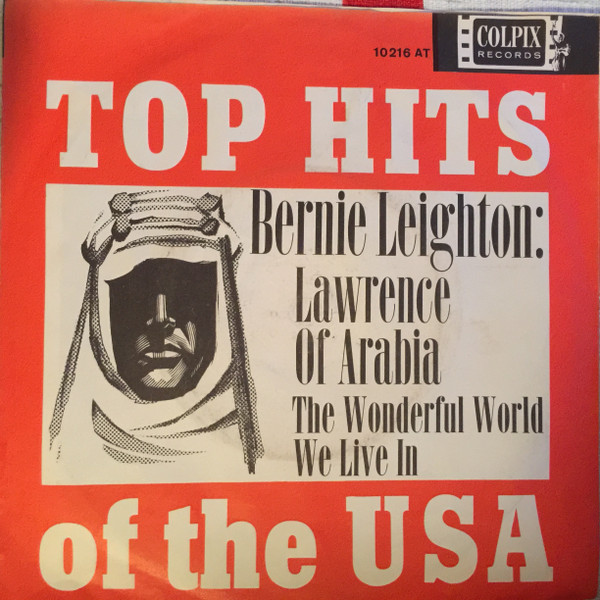 10216 AT
COLPIX
RECORDS
TOP HITS
Bernie Leighton:
Lawrence
Of Arabia
The Wonderful World
We Live In
of the USA